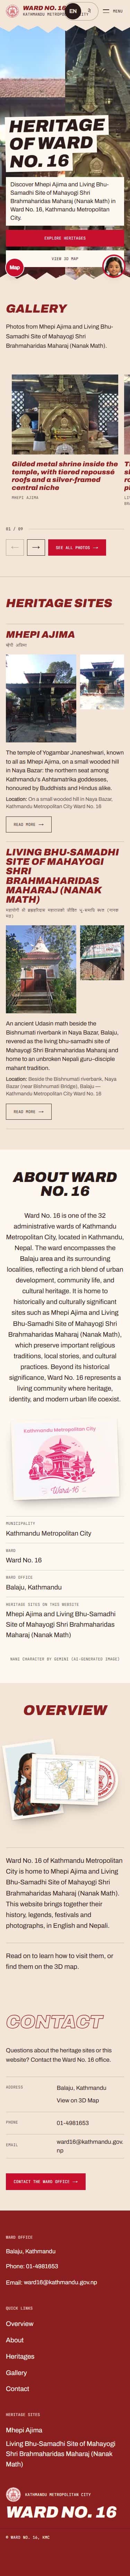 WARD NO. 16
KATHMANDU METROPOLITAN CITY
EN
MENU
HERITAGE
OF WARD
NO. 16
Discover Mhepi Ajima and Living Bhu-
Samadhi Site of Mahayogi Shri
Brahmaharidas Maharaj (Nanak Math) in
Ward No. 16, Kathmandu Metropolitan
City.
EXPLORE HERITAGES
VIEW 3D MAP
Map
GALLERY
Photos from Mhepi Ajima and Living Bhu-
Samadhi Site of Mahayogi Shri Brahmaharidas
Maharaj (Nanak Math).
Gilded metal shrine inside the
temple, with tiered repoussé
roofs and a silver-framed
central niche
MHEPI AJIMA
01 / 09
SEE ALL PHOTOS →
HERITAGE SITES
MHEPI AJIMA
म्हेपी अजिमा
The temple of Yogambar Jnaneshwari, known
to all as Mhepi Ajima, on a small wooded hill
in Naya Bazar: the northern seat among
Kathmandu's Ashtamatrika goddesses,
honoured by Buddhists and Hindus alike.
Location: On a small wooded hill in Naya Bazar,
Kathmandu Metropolitan City Ward No. 16
READ MORE →
LIVING BHU-SAMADHI
SITE OF MAHAYOGI
SHRI
BRAHMAHARIDAS
MAHARAJ (NANAK
MATH)
An ancient Udasin math beside the
Bishnumati riverbank in Naya Bazar, Balaju,
revered as the living bhu-samadhi site of
Mahayogi Shri Brahmaharidas Maharaj and
home to an unbroken Nepali guru-disciple
mahant tradition.
Location: Beside the Bishnumati riverbank, Naya
Bazar (near Bishnumati Bridge), Balaju —
Kathmandu Metropolitan City Ward No. 16
READ MORE →
ABOUT WARD
NO. 16
Ward No. 16 is one of the 32
administrative wards of Kathmandu
Metropolitan City, located in Kathmandu,
Nepal. The ward encompasses the
Balaju area and its surrounding
localities, reflecting a rich blend of urban
development, community life, and
cultural heritage. It is home to
historically and culturally significant
sites such as Mhepi Ajima and Living
Bhu-Samadhi Site of Mahayogi Shri
Brahmaharidas Maharaj (Nanak Math),
which preserve important religious
traditions, local stories, and cultural
practices. Beyond its historical
significance, Ward No. 16 represents a
living community where heritage,
identity, and modern urban life coexist.
Kathmandu Metropolitan City
Ward-16
MUNICIPALITY
Kathmandu Metropolitan City
WARD
Ward No. 16
WARD OFFICE
Balaju, Kathmandu
HERITAGE SITES ON THIS WEBSITE
Mhepi Ajima and Living Bhu-Samadhi
Site of Mahayogi Shri Brahmaharidas
Maharaj (Nanak Math)
OVERVIEW
Ward No. 16 of Kathmandu Metropolitan
City is home to Mhepi Ajima and Living
Bhu-Samadhi Site of Mahayogi Shri
Brahmaharidas Maharaj (Nanak Math).
This website brings together their
history, legends, festivals and
photographs, in English and Nepali.
Read on to learn how to visit them, or
find them on the 3D map.
CONTACT
Questions about the heritage sites or this
website? Contact the Ward No. 16 office.
ADDRESS
Balaju, Kathmandu
View on 3D Map
PHONE
01-4981653
EMAIL
ward16@kathmandu.gov.
np
CONTACT THE WARD OFFICE →
WARD OFFICE
Balaju, Kathmandu
Phone: 01-4981653
Email: ward16@kathmandu.gov.np
QUICK LINKS
Overview
About
Heritages
Gallery
Contact
HERITAGE SITES
Mhepi Ajima
Living Bhu-Samadhi Site of Mahayogi
Shri Brahmaharidas Maharaj (Nanak
Math)
KATHMANDU METROPOLITAN CITY
WARD NO. 16
© WARD NO. 16, KMC